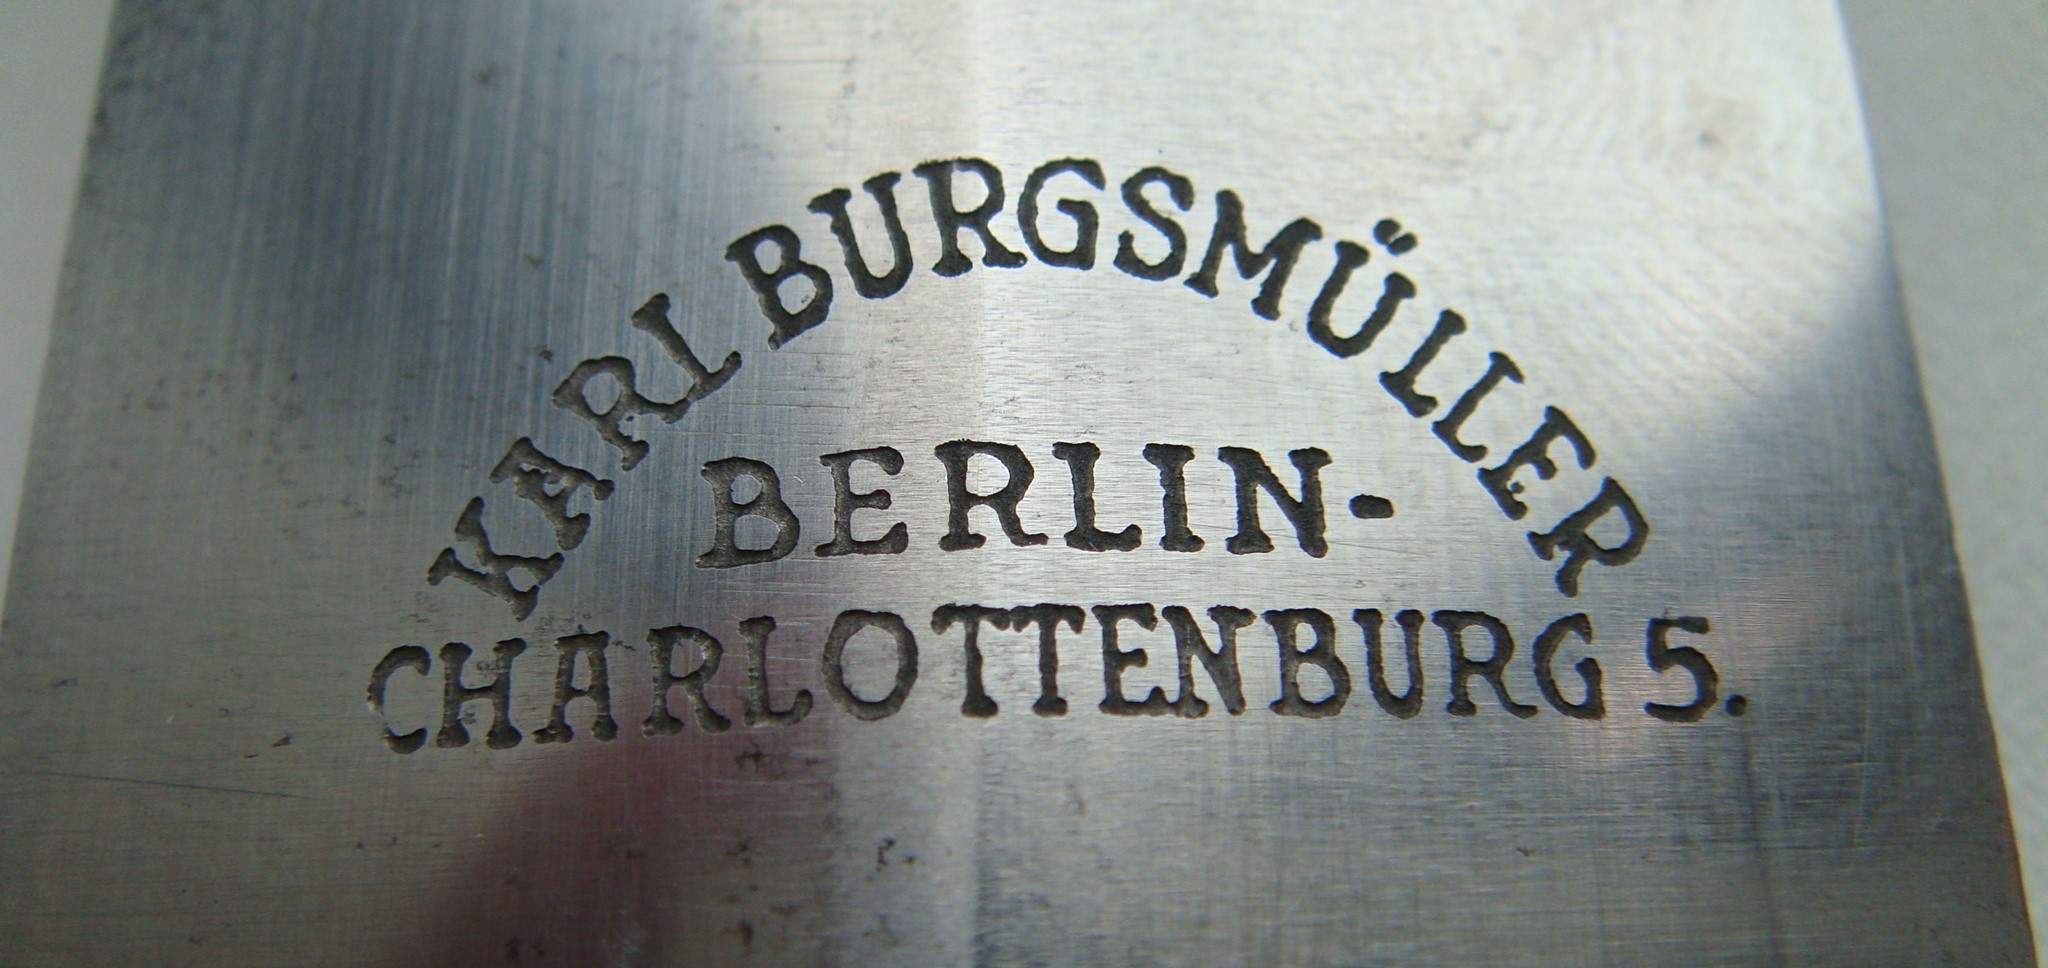 KARL BURGSMÜLLER
BERLIN-
CHARLOTTENBURG 5.